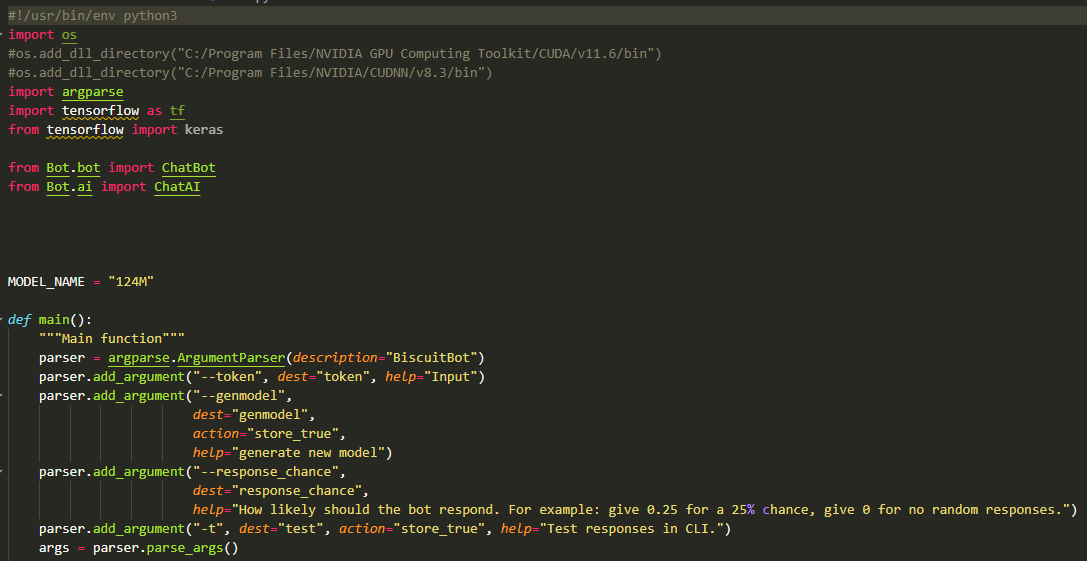 #!/usr/bin/env python3
import os
#os.add_dll_directory("C:/Program Files/NVIDIA GPU Computing Toolkit/CUDA/v11.6/bin")
#os.add_dll_directory("C:/Program Files/NVIDIA/CUDNN/v8.3/bin")
import argparse
import tensorflow as tf
from tensorflow import keras
from Bot.bot import ChatBot
from Bot.ai import ChatAI
MODEL_NAME = "124M"
def main():
    """Main function"""
    parser = argparse.ArgumentParser(description="BiscuitBot")
    parser.add_argument("--token", dest="token", help="Input")
    parser.add_argument("--genmodel",
                        dest="genmodel",
                        action="store_true",
                        help="generate new model")
    parser.add_argument("--response_chance",
                        dest="response_chance",
                        help="How likely should the bot respond. For example: give 0.25 for a 25% chance, give 0 for no random responses.")
    parser.add_argument("-t", dest="test", action="store_true", help="Test responses in CLI.")
    args = parser.parse_args()